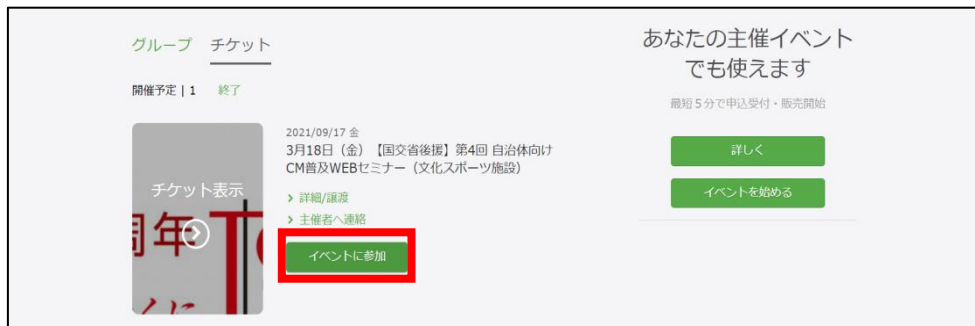 グループ チケット
開催予定 | 1 終了
チケット表示
周年 T
くに
2021/09/17 金
3月18日（金）【国交省後援】第4回 自治体向け
CM普及WEBセミナー（文化スポーツ施設）
> 詳細/譲渡
> 主催者へ連絡
イベントに参加
あなたの主催イベント
でも使えます
最短５分で申込受付・販売開始
詳しく
イベントを始める